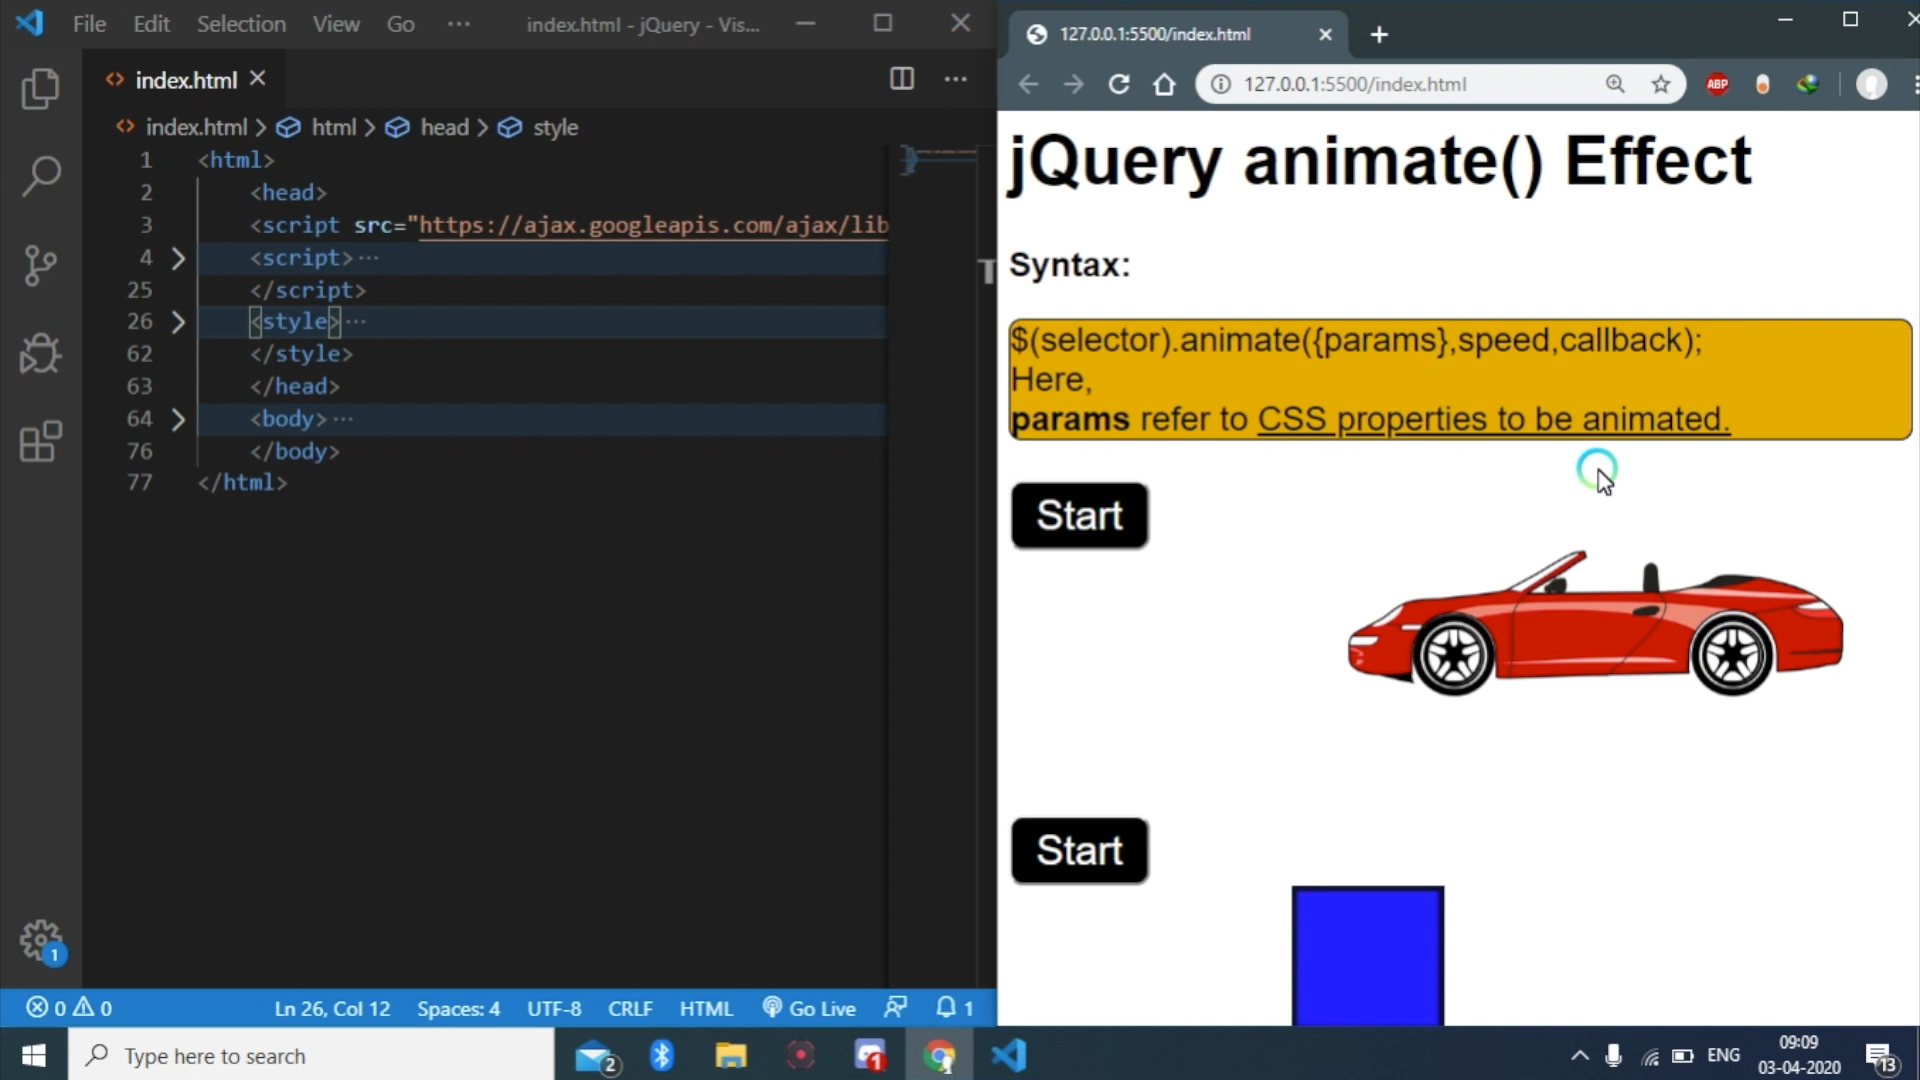 File Edit Selection View Go ··· index.html - jQuery - Vis...
<> index.html
<> index.html > html > head > style
1 <html>
2 <head>
3 <script src="https://ajax.googleapis.com/ajax/lib
4 <script>···
25 </script>
26 <style>···
62 </style>
63 </head>
64 <body>···
76 </body>
77 </html>
1
0 0 Ln 26, Col 12 Spaces: 4 UTF-8 CRLF HTML Go Live 1
127.0.0.1:5500/index.html
127.0.0.1:5500/index.html ABP
jQuery animate() Effect
Syntax:
$(selector).animate({params},speed,callback);
Here,
params refer to CSS properties to be animated.
Start
Start
Type here to search 2 1 ENG 09:09
03-04-2020 13